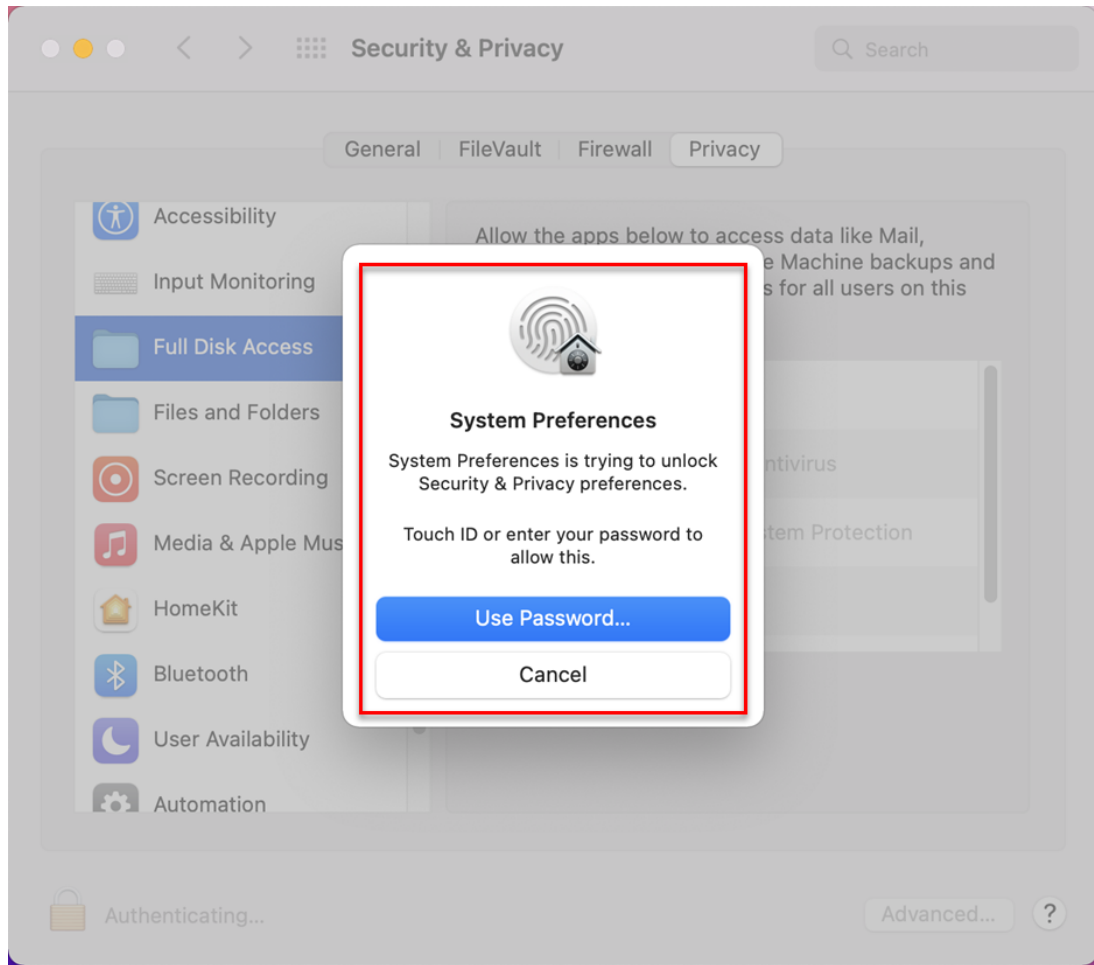 Security & Privacy
Search
General
FileVault
Firewall
Privacy
Accessibility
Input Monitoring
Full Disk Access
Files and Folders
Screen Recording
Media & Apple Mus
HomeKit
Bluetooth
User Availability
Automation
Allow the apps below to access data like Mail,
e Machine backups and
s for all users on this
ntivirus
tem Protection
System Preferences
System Preferences is trying to unlock
Security & Privacy preferences.
Touch ID or enter your password to
allow this.
Use Password...
Cancel
Authenticating...
Advanced...
?